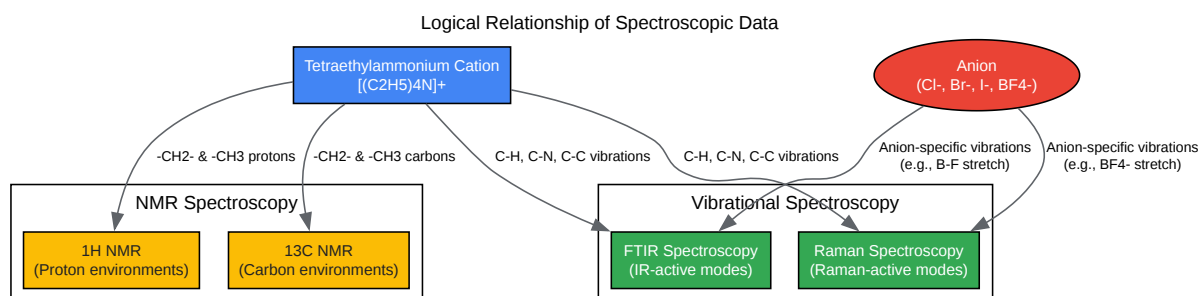 Logical Relationship of Spectroscopic Data
Tetraethylammonium Cation
[(C2H5)4N]+
Anion
(Cl-, Br-, I-, BF4-)
-CH2- & -CH3 protons
-CH2- & -CH3 carbons
C-H, C-N, C-C vibrations
C-H, C-N, C-C vibrations
Anion-specific vibrations
(e.g., B-F stretch)
Anion-specific vibrations
(e.g., BF4- stretch)
NMR Spectroscopy
Vibrational Spectroscopy
1H NMR
(Proton environments)
13C NMR
(Carbon environments)
FTIR Spectroscopy
(IR-active modes)
Raman Spectroscopy
(Raman-active modes)